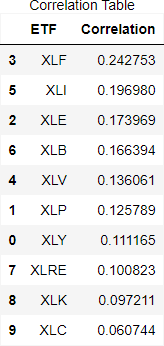 Correlation Table
ETF Correlation
3 XLF 0.242753
5 XLI 0.196980
2 XLE 0.173969
6 XLB 0.166394
4 XLV 0.136061
1 XLP 0.125789
0 XLY 0.111165
7 XLRE 0.100823
8 XLK 0.097211
9 XLC 0.060744